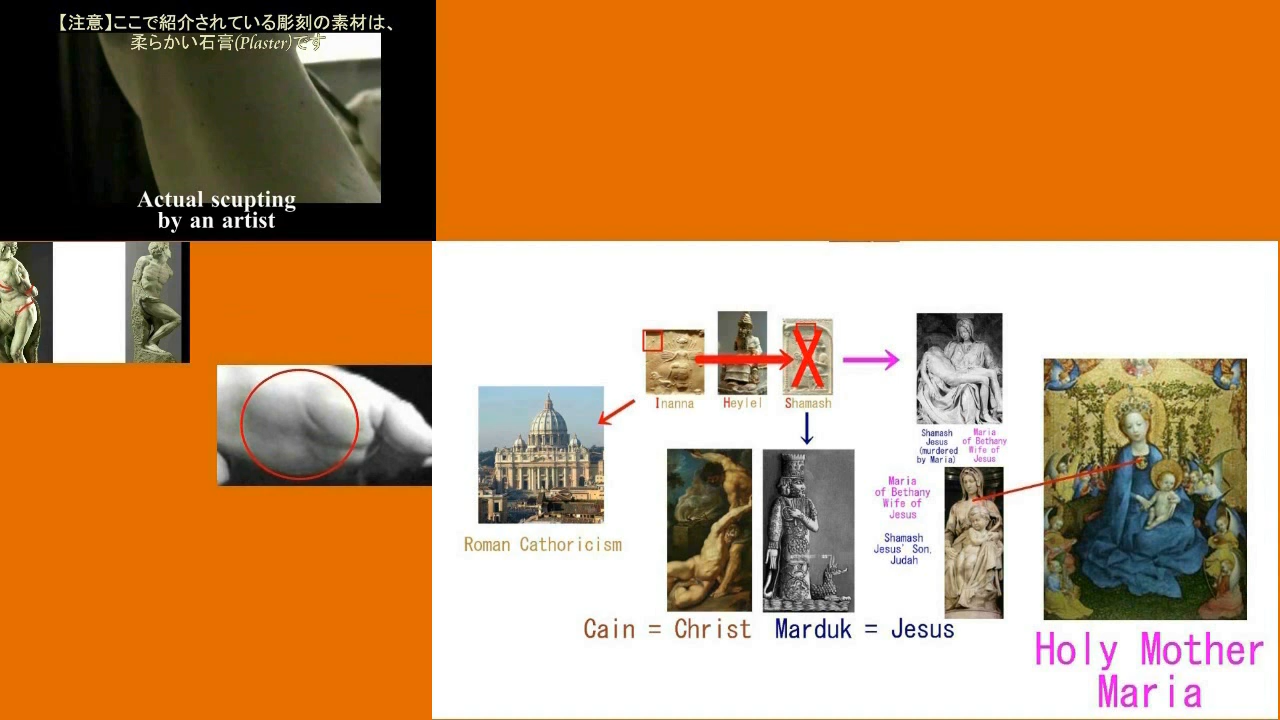 【注意】ここで紹介されている彫刻の素材は、
柔らかい石膏(Plaster)です
Actual scupting
by an artist
Inanna
Heylel
Shamash
Shamash
Jesus
(murdered
by Maria)
Maria
of Bethany
Wife of
Jesus
Maria
of Bethany
Wife of
Jesus
Shamash
Jesus' Son,
Judah
Roman Cathoricism
Cain = Christ
Marduk = Jesus
Holy Mother
Maria